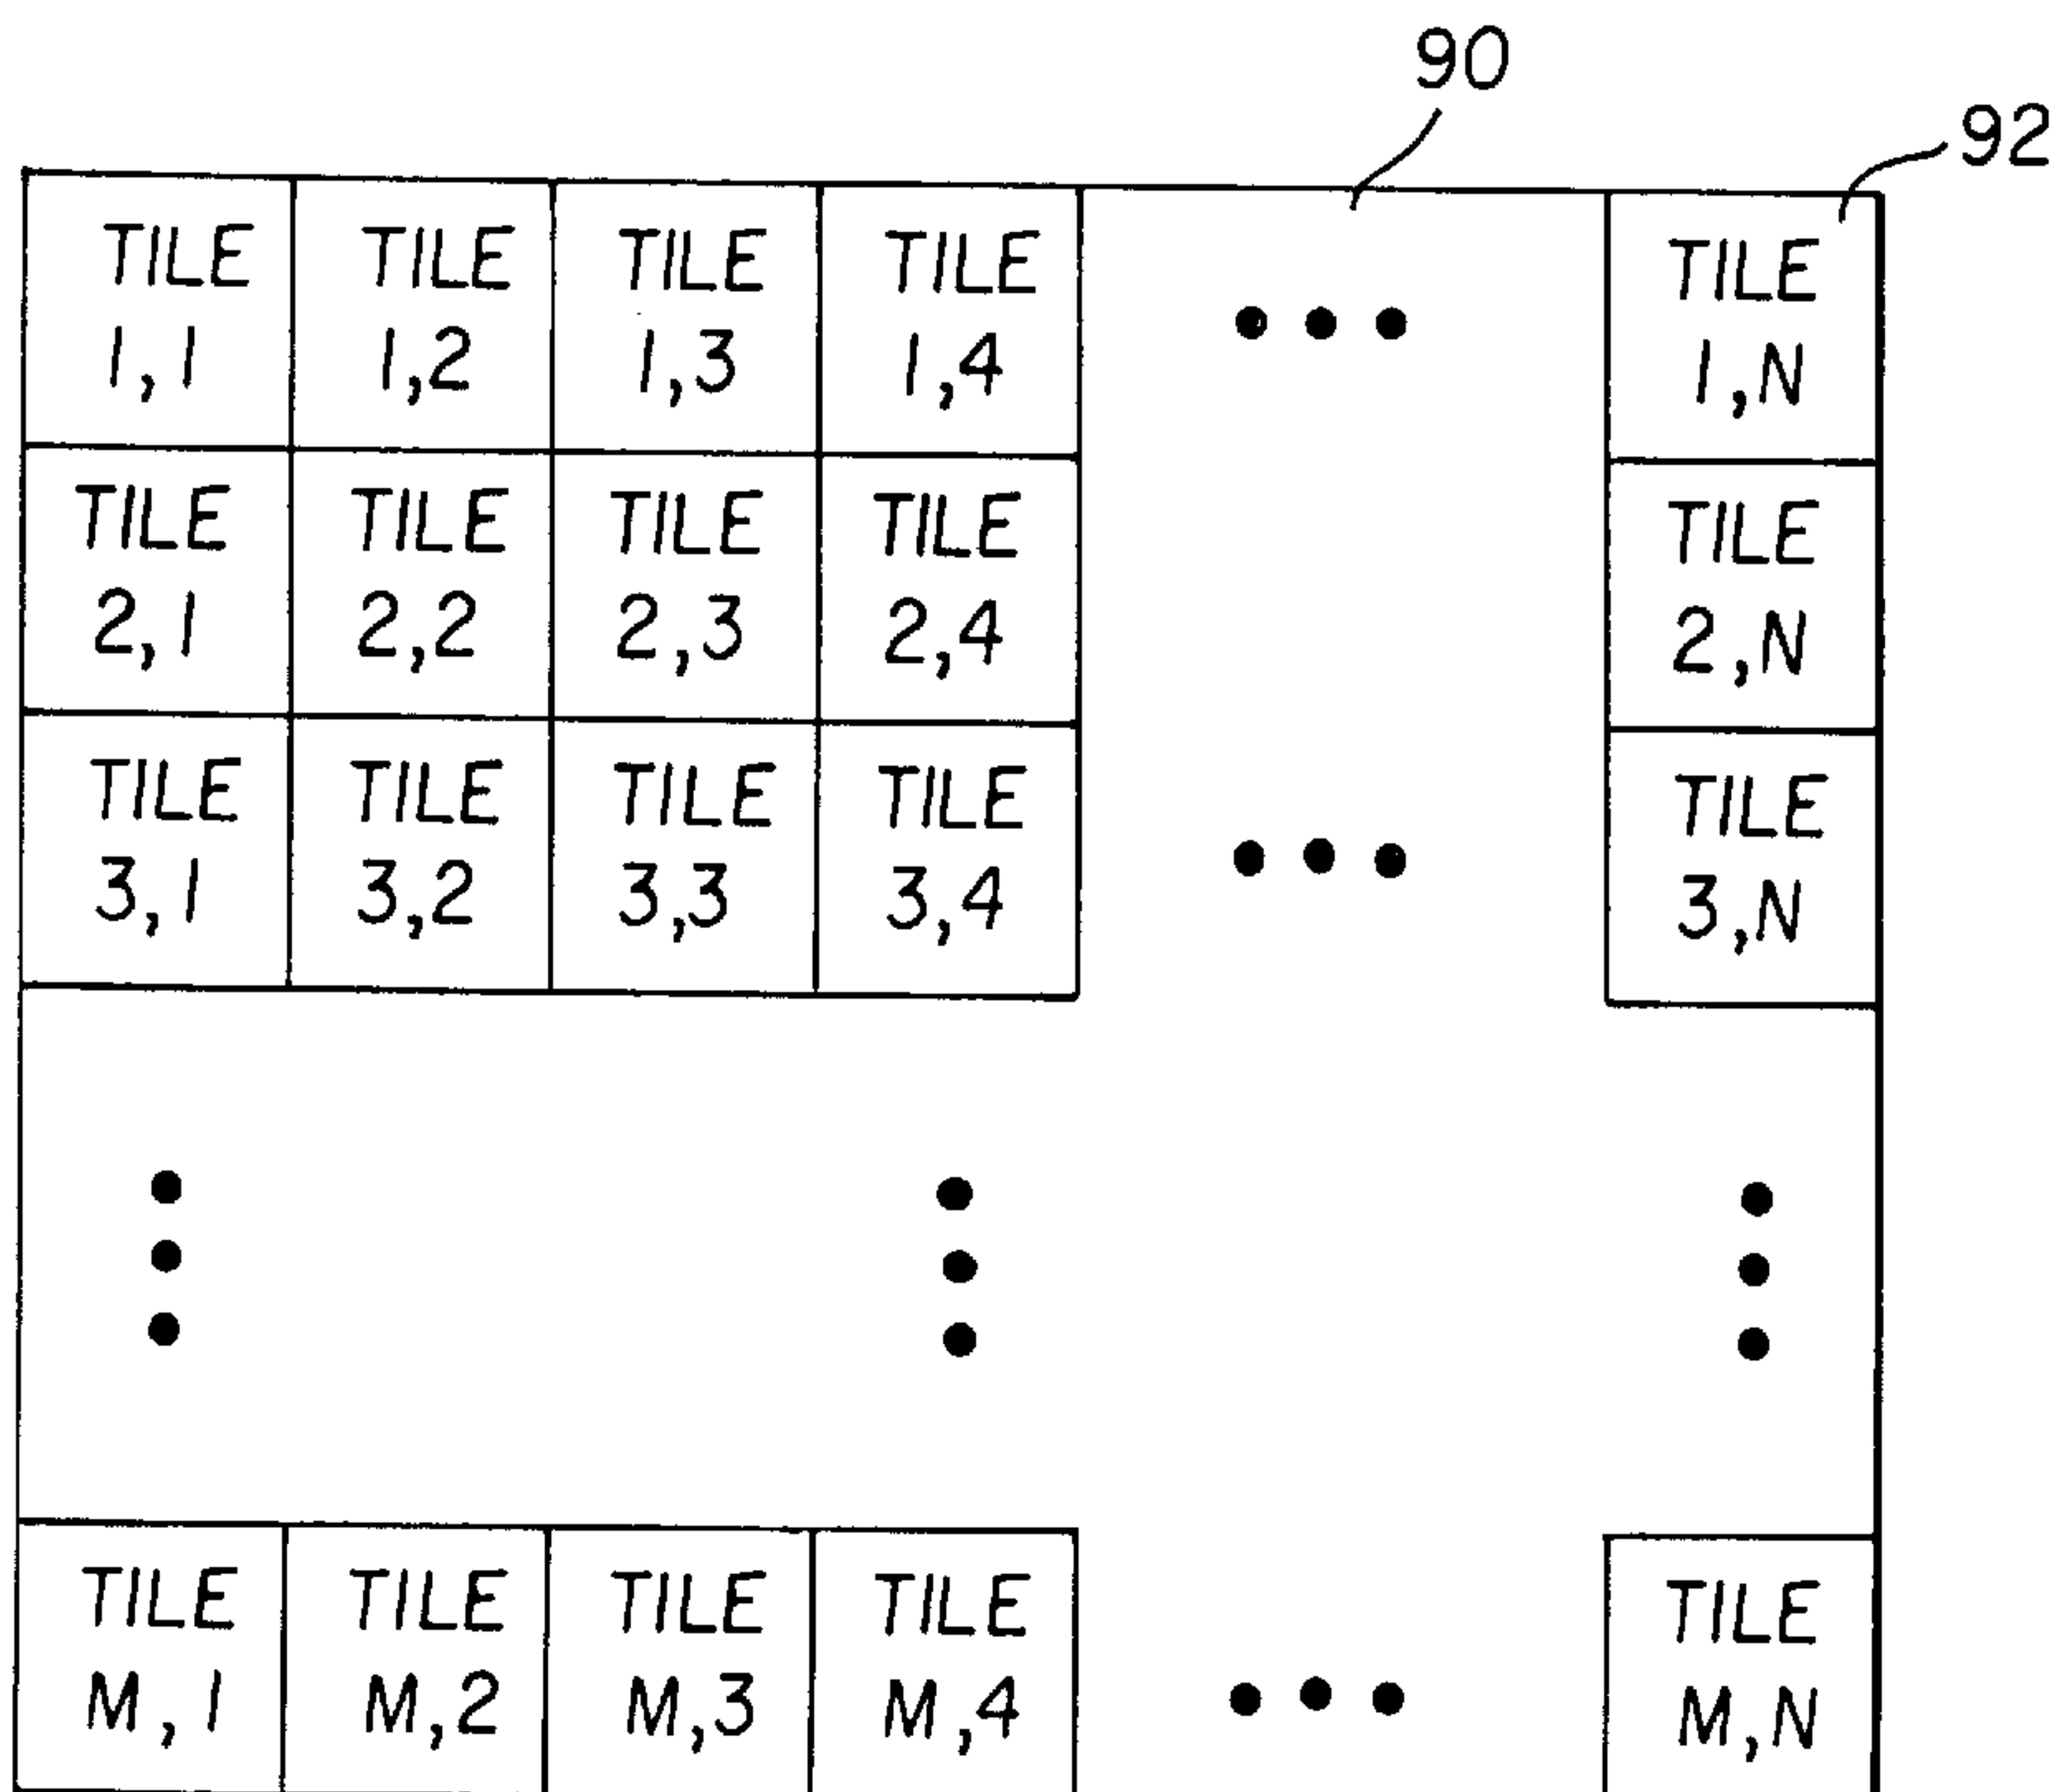 90
92
TILE TILE TILE TILE TILE
1,1 1,2 1,3 1,4 ••• 1,N
TILE TILE TILE TILE TILE
2,1 2,2 2,3 2,4 2,N
TILE TILE TILE TILE TILE
3,1 3,2 3,3 3,4 ••• 3,N
TILE TILE TILE TILE TILE
M,1 M,2 M,3 M,4 ••• M,N